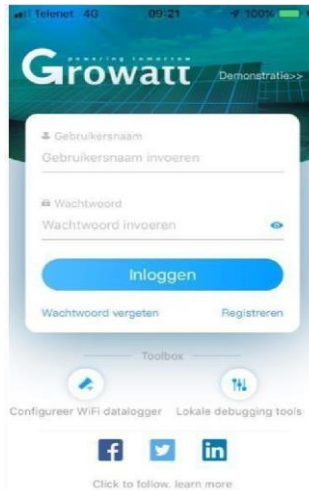 Telenet 4G 09:21 100%
powering tomorrow
Growatt
Demonstratie>>
Gebruikersnaam
Gebruikersnaam invoeren
Wachtwoord
Wachtwoord invoeren
Inloggen
Wachtwoord vergeten Registreren
Toolbox
Configureer WiFi datalogger Lokale debugging tools
f in
Click to follow, learn more